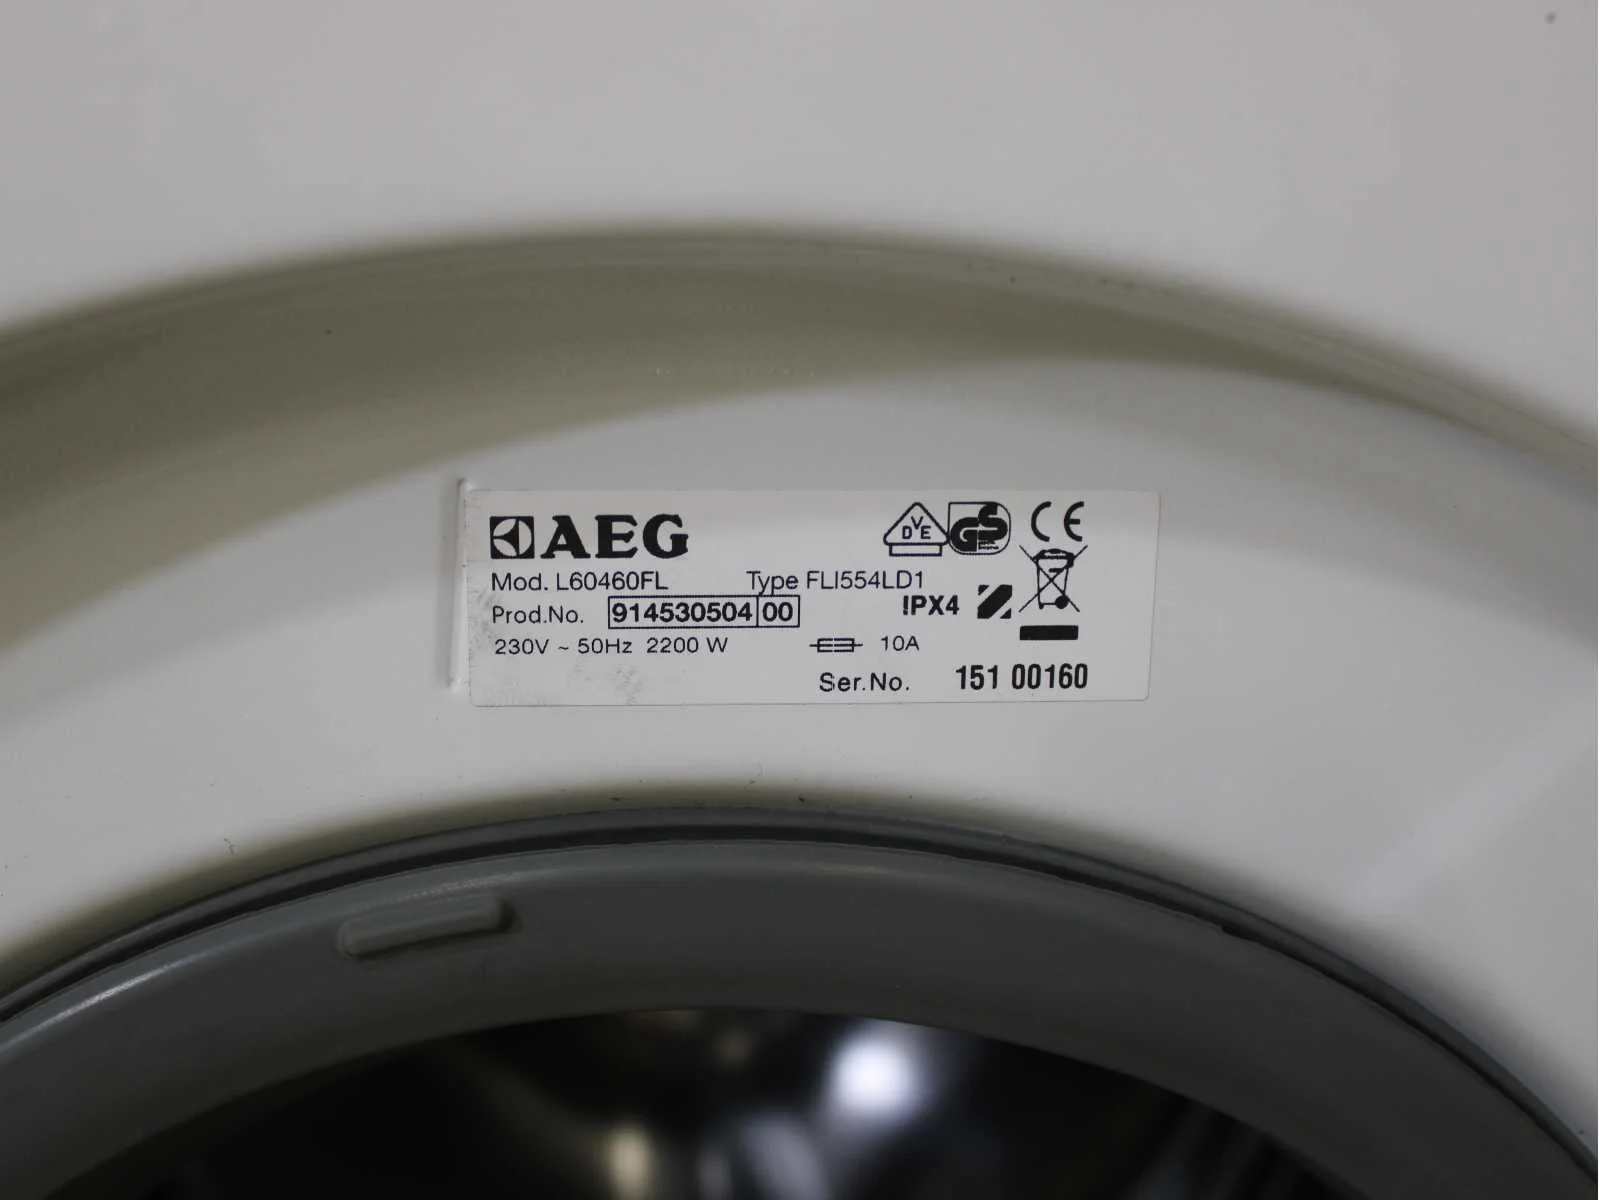 AEG
DVE GS CE
Mod. L60460FL Type FLI554LD1
Prod.No. 914530504 00 IPX4
230V ~ 50Hz 2200 W 10A
Ser.No. 151 00160